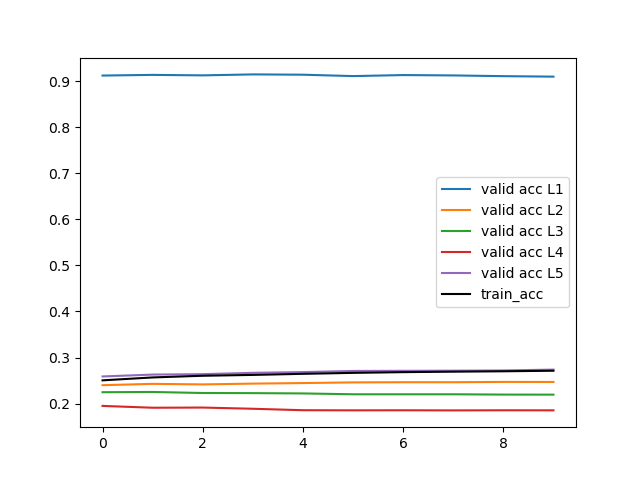 0.9
0.8
0.7
0.6
0.5
0.4
0.3
0.2
valid acc L1
valid acc L2
valid acc L3
valid acc L4
valid acc L5
train_acc
0 2 4 6 8